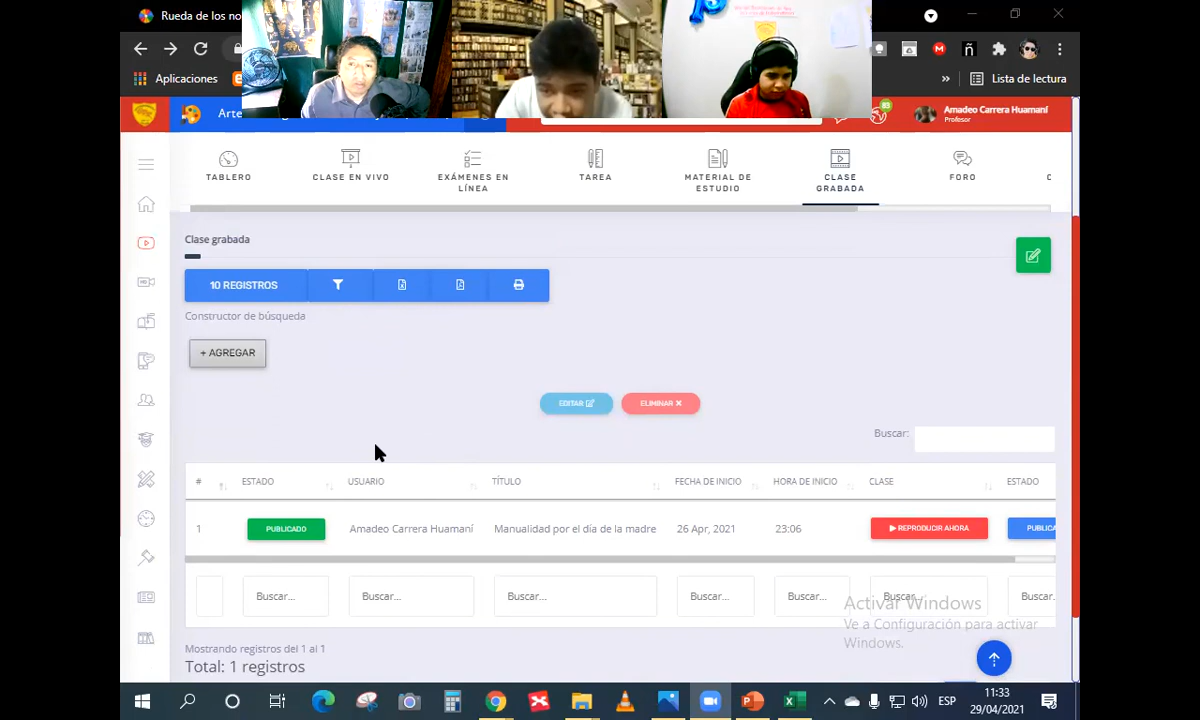 Rueda de los no
Aplicaciones
Lista de lectura
Arte
83
Amadeo Carrera Huamaní
Profesor
TABLERO
CLASE EN VIVO
EXÁMENES EN LÍNEA
TAREA
MATERIAL DE ESTUDIO
CLASE GRABADA
FORO
C
Clase grabada
10 REGISTROS
Constructor de búsqueda
+ AGREGAR
EDITAR
ELIMINAR ×
Buscar:
# ESTADO USUARIO TÍTULO FECHA DE INICIO HORA DE INICIO CLASE ESTADO
1 PUBLICADO Amadeo Carrera Huamaní Manualidad por el día de la madre 26 Apr, 2021 23:06 REPRODUCIR AHORA PUBLICA
Buscar... Buscar... Buscar... Buscar... Buscar... Buscar... Buscar.
Activar Windows
Ve a Configuración para activar
Windows.
Mostrando registros del 1 al 1
Total: 1 registros
ESP
11:33
29/04/2021